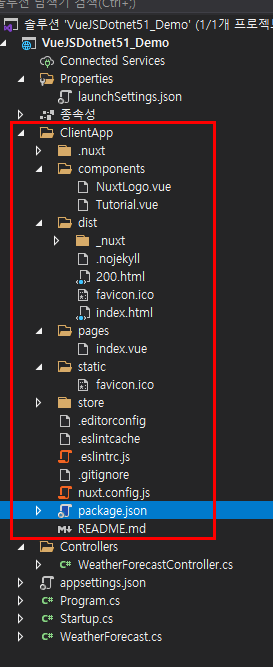 솔루션 탐색기 검색(Ctrl+;)
솔루션 'VueJSDotnet51_Demo' (1/1개 프로젝트
VueJSDotnet51_Demo
Connected Services
Properties
launchSettings.json
종속성
ClientApp
.nuxt
components
NuxtLogo.vue
Tutorial.vue
dist
_nuxt
.nojekyll
200.html
favicon.ico
index.html
pages
index.vue
static
favicon.ico
store
.editorconfig
.eslintcache
.eslintrc.js
.gitignore
nuxt.config.js
package.json
README.md
Controllers
WeatherForecastController.cs
appsettings.json
Program.cs
Startup.cs
WeatherForecast.cs